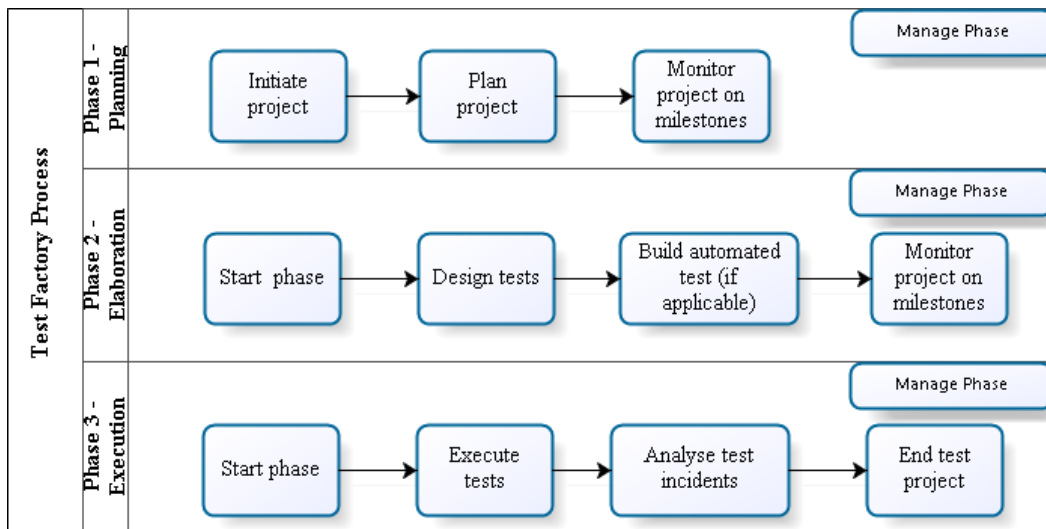 Test Factory Process
Phase 1 -
Planning
Manage Phase
Initiate
project
Plan
project
Monitor
project on
milestones
Phase 2 -
Elaboration
Manage Phase
Start phase
Design tests
Build automated
test (if
applicable)
Monitor
project on
milestones
Phase 3 -
Execution
Manage Phase
Start phase
Execute
tests
Analyse test
incidents
End test
project